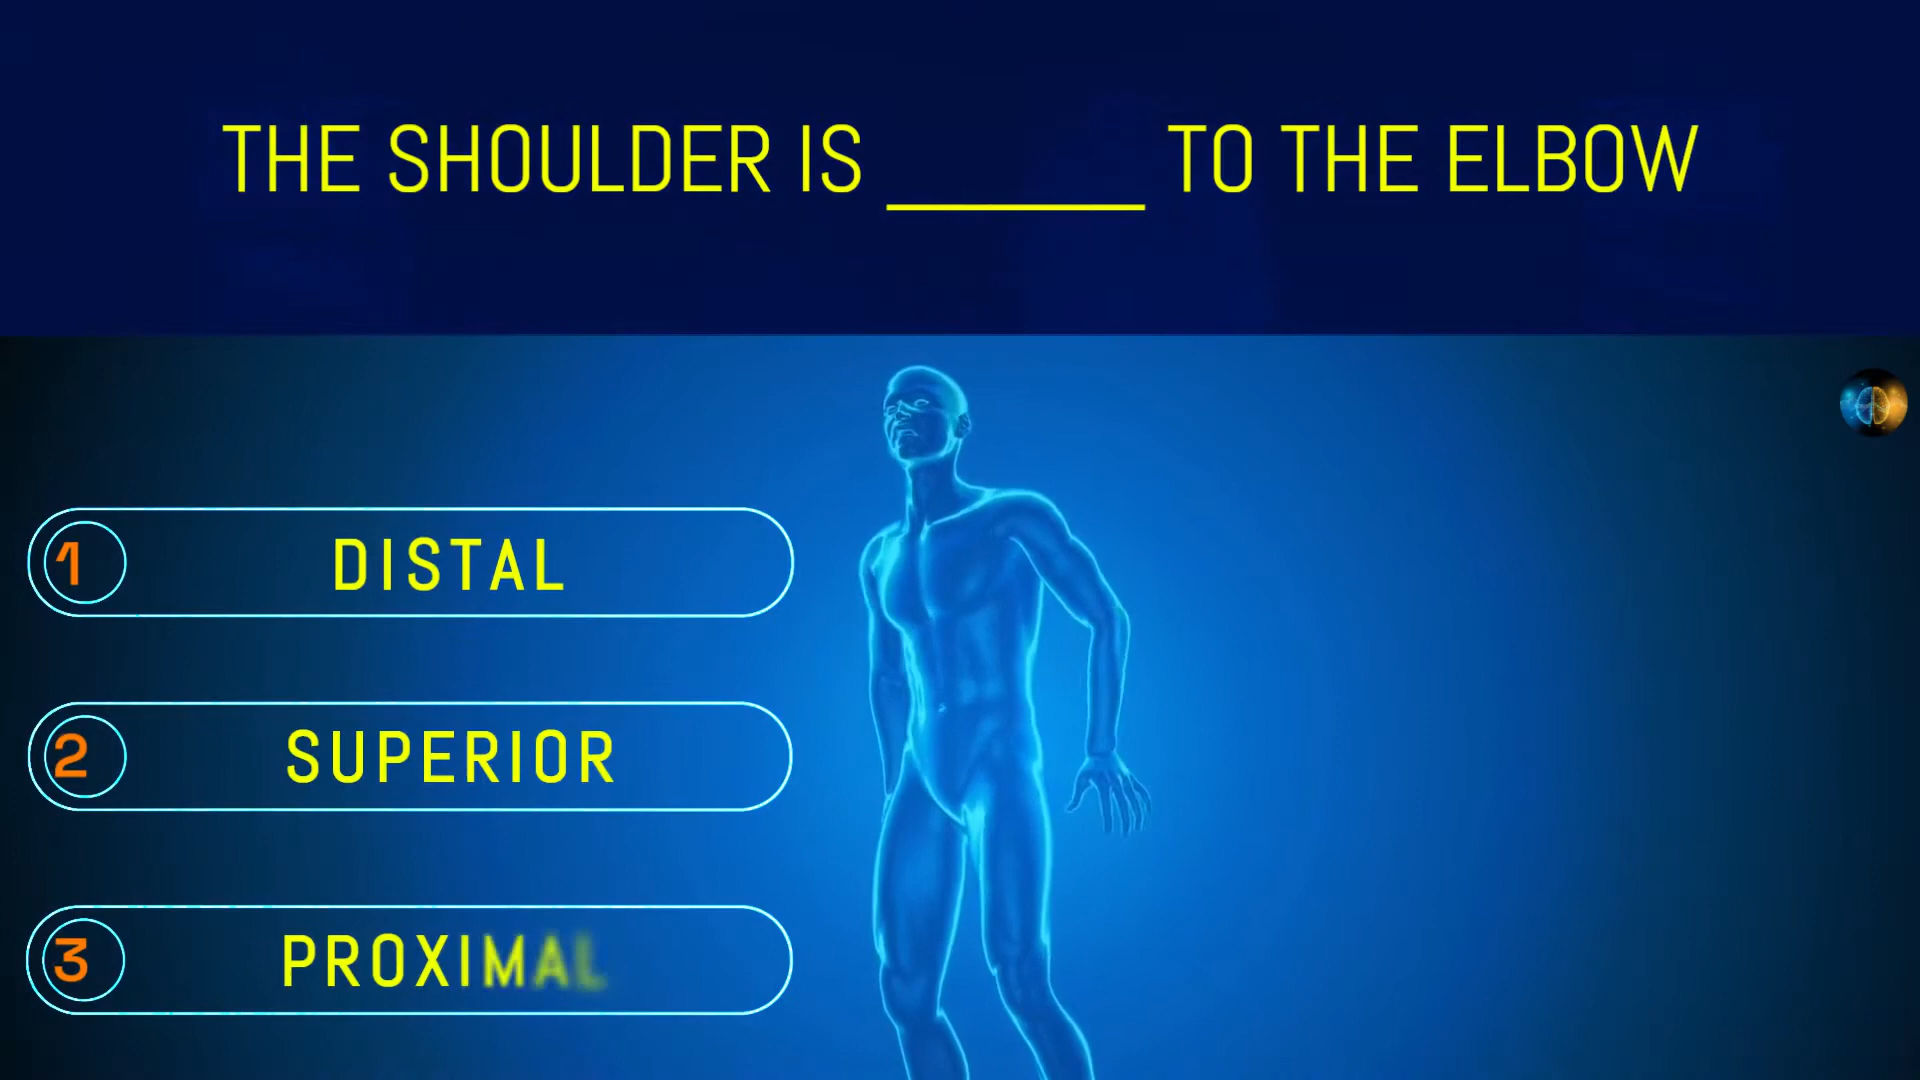 THE SHOULDER IS ______ TO THE ELBOW
1 DISTAL
2 SUPERIOR
3 PROXIMAL